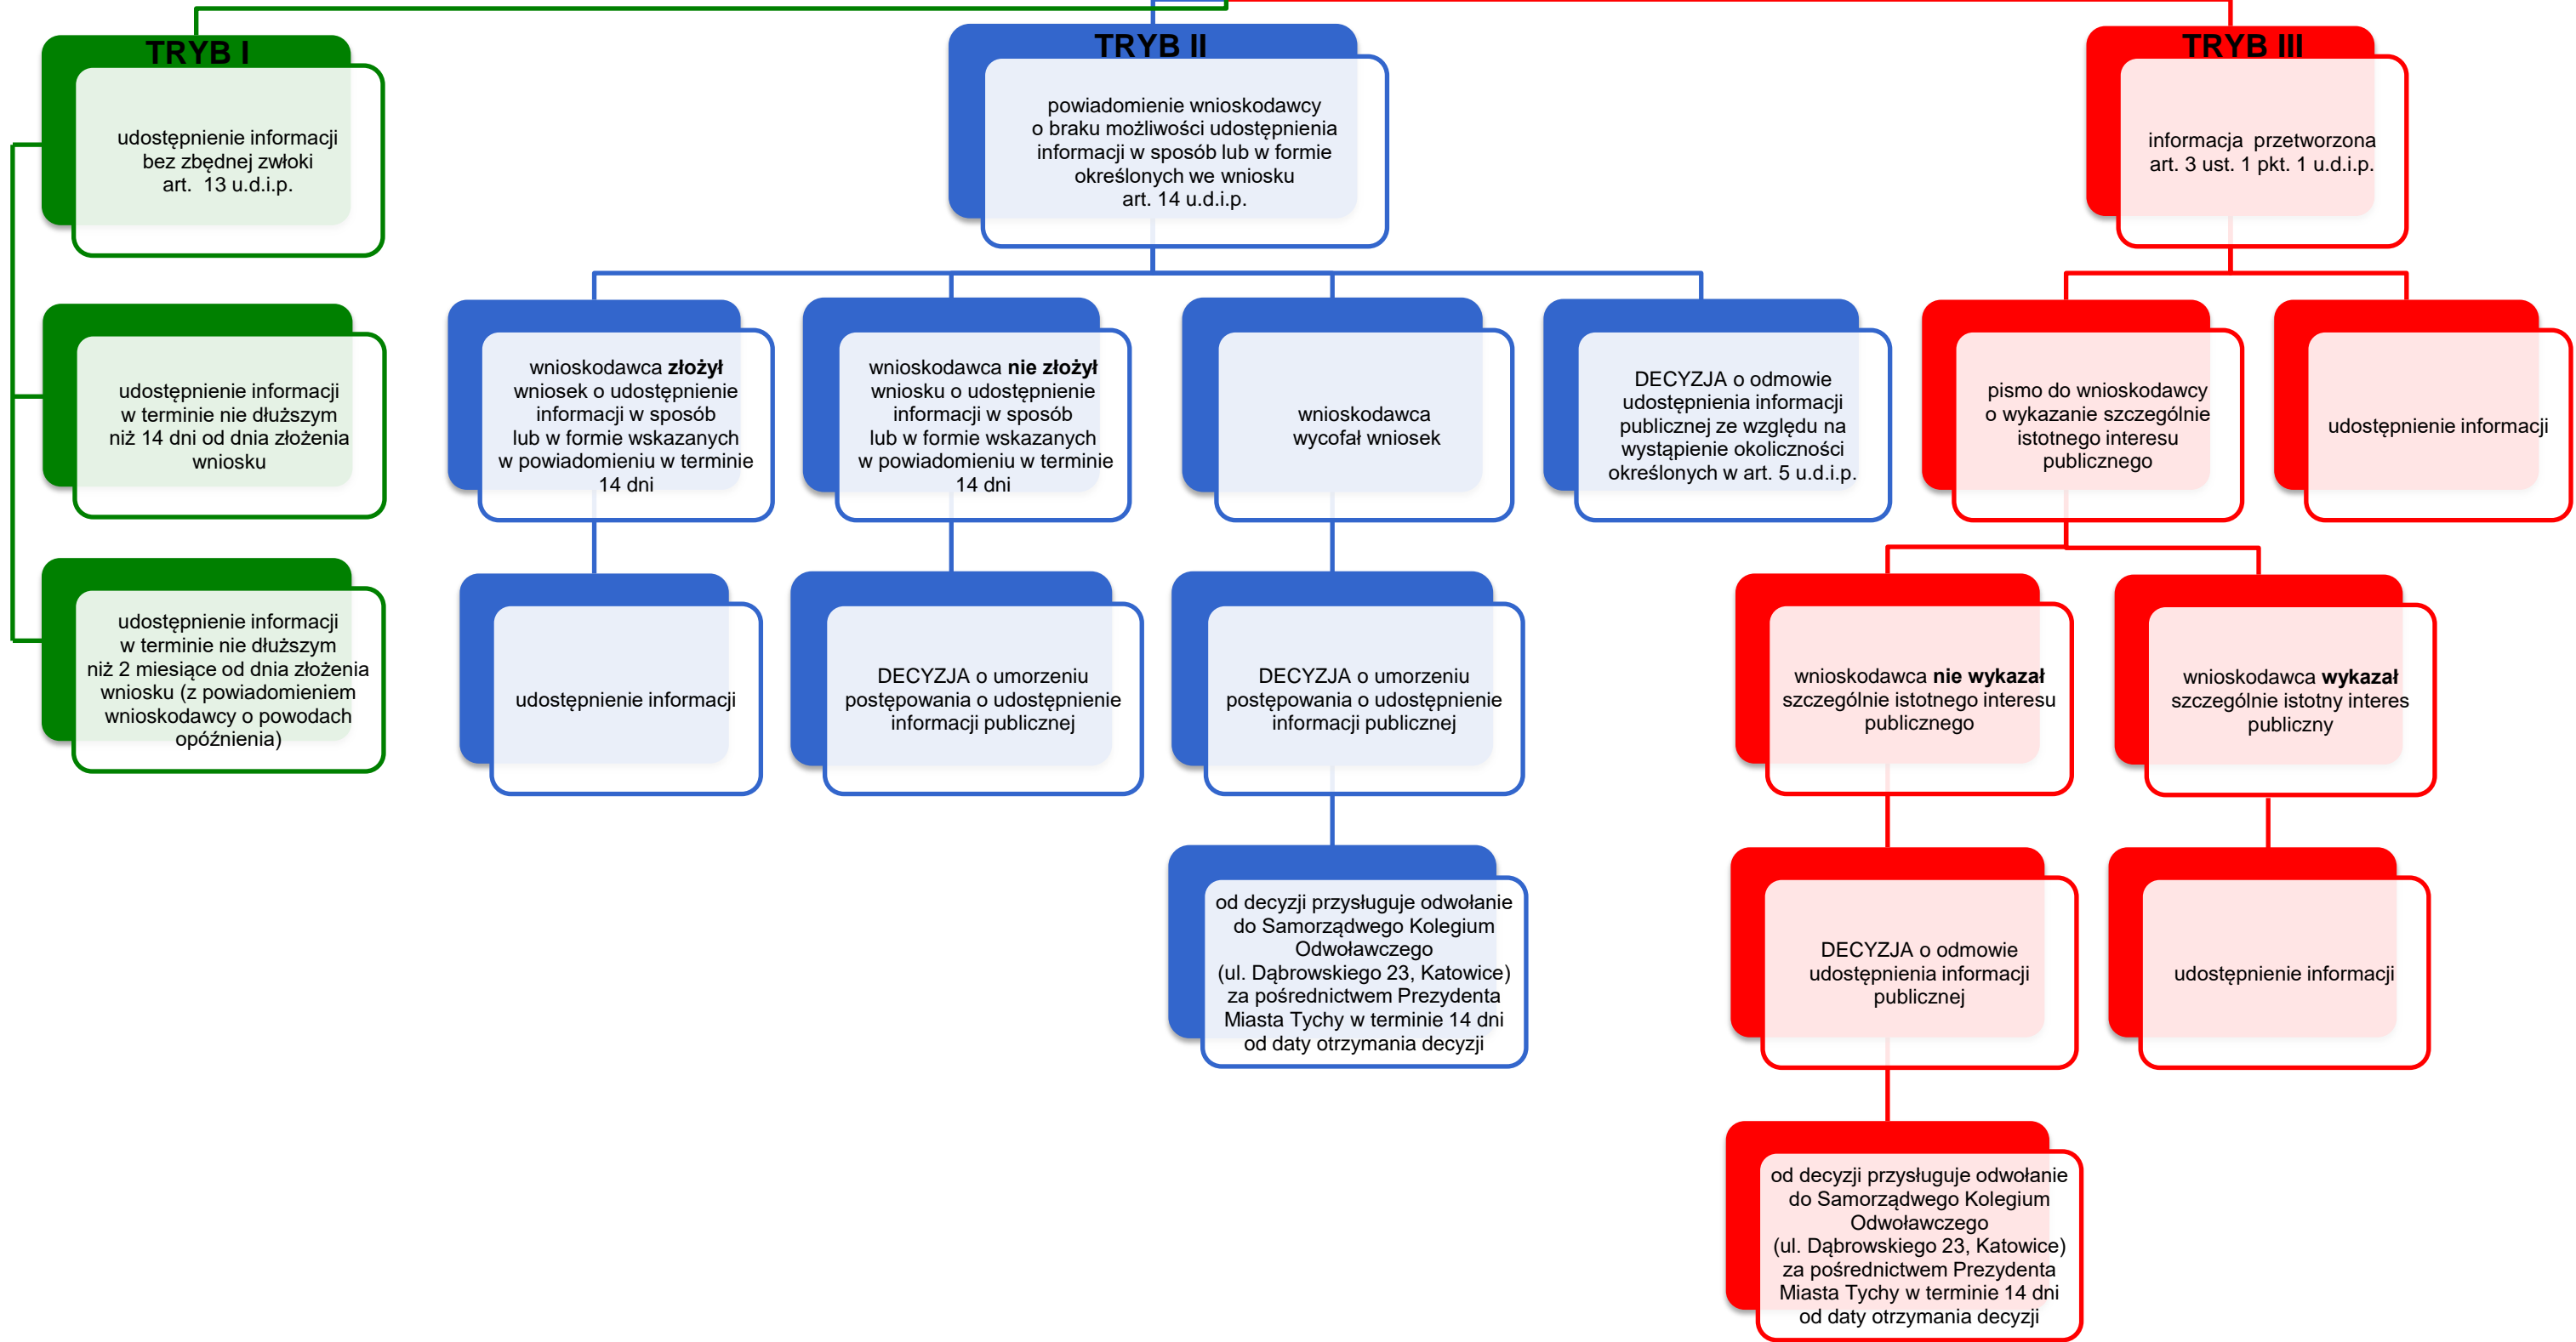 TRYB I
udostępnienie informacji
bez zbędnej zwłoki
art. 13 u.d.i.p.
udostępnienie informacji
w terminie nie dłuższym
niż 14 dni od dnia złożenia
wniosku
udostępnienie informacji
w terminie nie dłuższym
niż 2 miesiące od dnia złożenia
wniosku (z powiadomieniem
wnioskodawcy o powodach
opóźnienia)
TRYB II
powiadomienie wnioskodawcy
o braku możliwości udostępnienia
informacji w sposób lub w formie
określonych we wniosku
art. 14 u.d.i.p.
wnioskodawca złożył
wniosek o udostępnienie
informacji w sposób
lub w formie wskazanych
w powiadomieniu w terminie
14 dni
udostępnienie informacji
wnioskodawca nie złożył
wniosku o udostępnienie
informacji w sposób
lub w formie wskazanych
w powiadomieniu w terminie
14 dni
DECYZJA o umorzeniu
postępowania o udostępnienie
informacji publicznej
wnioskodawca
wycofał wniosek
DECYZJA o umorzeniu
postępowania o udostępnienie
informacji publicznej
od decyzji przysługuje odwołanie
do Samorządwego Kolegium
Odwoławczego
(ul. Dąbrowskiego 23, Katowice)
za pośrednictwem Prezydenta
Miasta Tychy w terminie 14 dni
od daty otrzymania decyzji
DECYZJA o odmowie
udostępnienia informacji
publicznej ze względu na
wystąpienie okoliczności
określonych w art. 5 u.d.i.p.
TRYB III
informacja przetworzona
art. 3 ust. 1 pkt. 1 u.d.i.p.
pismo do wnioskodawcy
o wykazanie szczególnie
istotnego interesu
publicznego
wnioskodawca nie wykazał
szczególnie istotnego interesu
publicznego
DECYZJA o odmowie
udostępnienia informacji
publicznej
od decyzji przysługuje odwołanie
do Samorządwego Kolegium
Odwoławczego
(ul. Dąbrowskiego 23, Katowice)
za pośrednictwem Prezydenta
Miasta Tychy w terminie 14 dni
od daty otrzymania decyzji
wnioskodawca wykazał
szczególnie istotny interes
publiczny
udostępnienie informacji
udostępnienie informacji